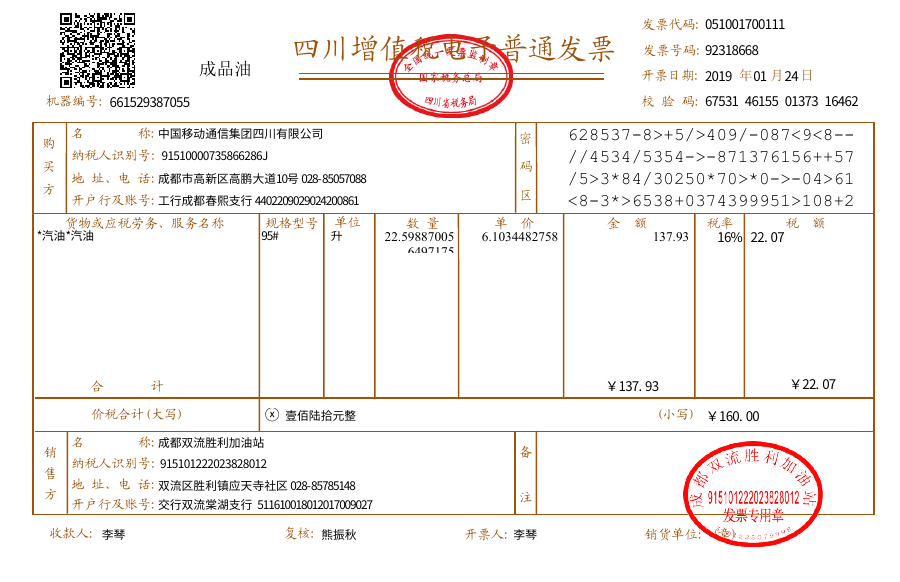 四川增值税电子普通发票
成品油
全国统一发票监制章
国家税务总局
四川省税务局
发票代码: 051001700111
发票号码: 92318668
开票日期: 2019 年01 月24 日
机器编号: 661529387055
校 验 码: 67531 46155 01373 16462
购买方
名 称: 中国移动通信集团四川有限公司
纳税人识别号: 91510000735866286J
地 址、电 话: 成都市高新区高鹏大道10号 028-85057088
开户行及账号: 工行成都春熙支行 4402209029024200861
密码区
628537-8>+5/>409/-087<9<8--
//4534/5354->-871376156++57
/5>3*84/30250*70>*0->-04>61
<8-3*>6538+0374399951>108+2
货物或应税劳务、服务名称 规格型号 单位 数 量 单 价 金 额 税率 税 额
*汽油*汽油 95# 升 22.59887005 6.1034482758 137.93 16% 22.07
6497175
合 计 ￥137.93 ￥22.07
价税合计(大写) ⓧ 壹佰陆拾元整 (小写) ￥160.00
销售方
名 称: 成都双流胜利加油站
纳税人识别号: 915101222023828012
地 址、电 话: 双流区胜利镇应天寺社区 028-85785148
开户行及账号: 交行双流棠湖支行 511610018012017009027
备注
成都双流胜利加油站
915101222023828012
发票专用章
收款人: 李琴 复核: 熊振秋 开票人: 李琴 销货单位: